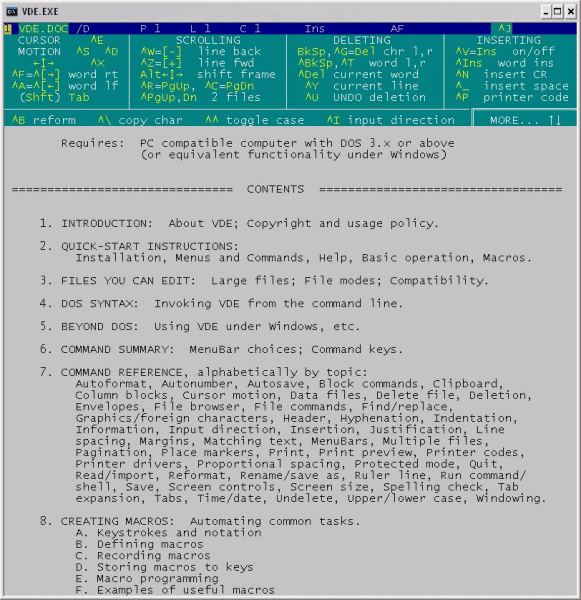 VDE.EXE
1 VDE.DOC /D P 1 L 1 C 1 Ins AF ^J
CURSOR ^E SCROLLING DELETING INSERTING
MOTION ^S ^D ^W=[-] line back BkSp,^G=Del chr l,r ^V=Ins on/off
←↕→ ^X ^Z=[+] line fwd ^BkSp,^T word l,r ^Ins word ins
^F=^[→] word rt Alt←↕→ shift frame ^Del current word ^N insert CR
^A=^[←] word lf ^R=PgUp, ^C=PgDn ^Y current line ^_ insert space
(Shft) Tab ^PgUp,Dn 2 files ^U UNDO deletion ^P printer code
^B reform ^\ copy char ^^ toggle case ^I input direction MORE... ↑↓
Requires: PC compatible computer with DOS 3.x or above
(or equivalent functionality under Windows)
=============================== CONTENTS ==================================
1. INTRODUCTION: About VDE; Copyright and usage policy.
2. QUICK-START INSTRUCTIONS:
Installation, Menus and Commands, Help, Basic operation, Macros.
3. FILES YOU CAN EDIT: Large files; File modes; Compatibility.
4. DOS SYNTAX: Invoking VDE from the command line.
5. BEYOND DOS: Using VDE under Windows, etc.
6. COMMAND SUMMARY: MenuBar choices; Command keys.
7. COMMAND REFERENCE, alphabetically by topic:
Autoformat, Autonumber, Autosave, Block commands, Clipboard,
Column blocks, Cursor motion, Data files, Delete file, Deletion,
Envelopes, File browser, File commands, Find/replace,
Graphics/foreign characters, Header, Hyphenation, Indentation,
Information, Input direction, Insertion, Justification, Line
spacing, Margins, Matching text, MenuBars, Multiple files,
Pagination, Place markers, Print, Print preview, Printer codes,
Printer drivers, Proportional spacing, Protected mode, Quit,
Read/import, Reformat, Rename/save as, Ruler line, Run command/
shell, Save, Screen controls, Screen size, Spelling check, Tab
expansion, Tabs, Time/date, Undelete, Upper/lower case, Windowing.
8. CREATING MACROS: Automating common tasks.
A. Keystrokes and notation
B. Defining macros
C. Recording macros
D. Storing macros to keys
E. Macro programming
F. Examples of useful macros